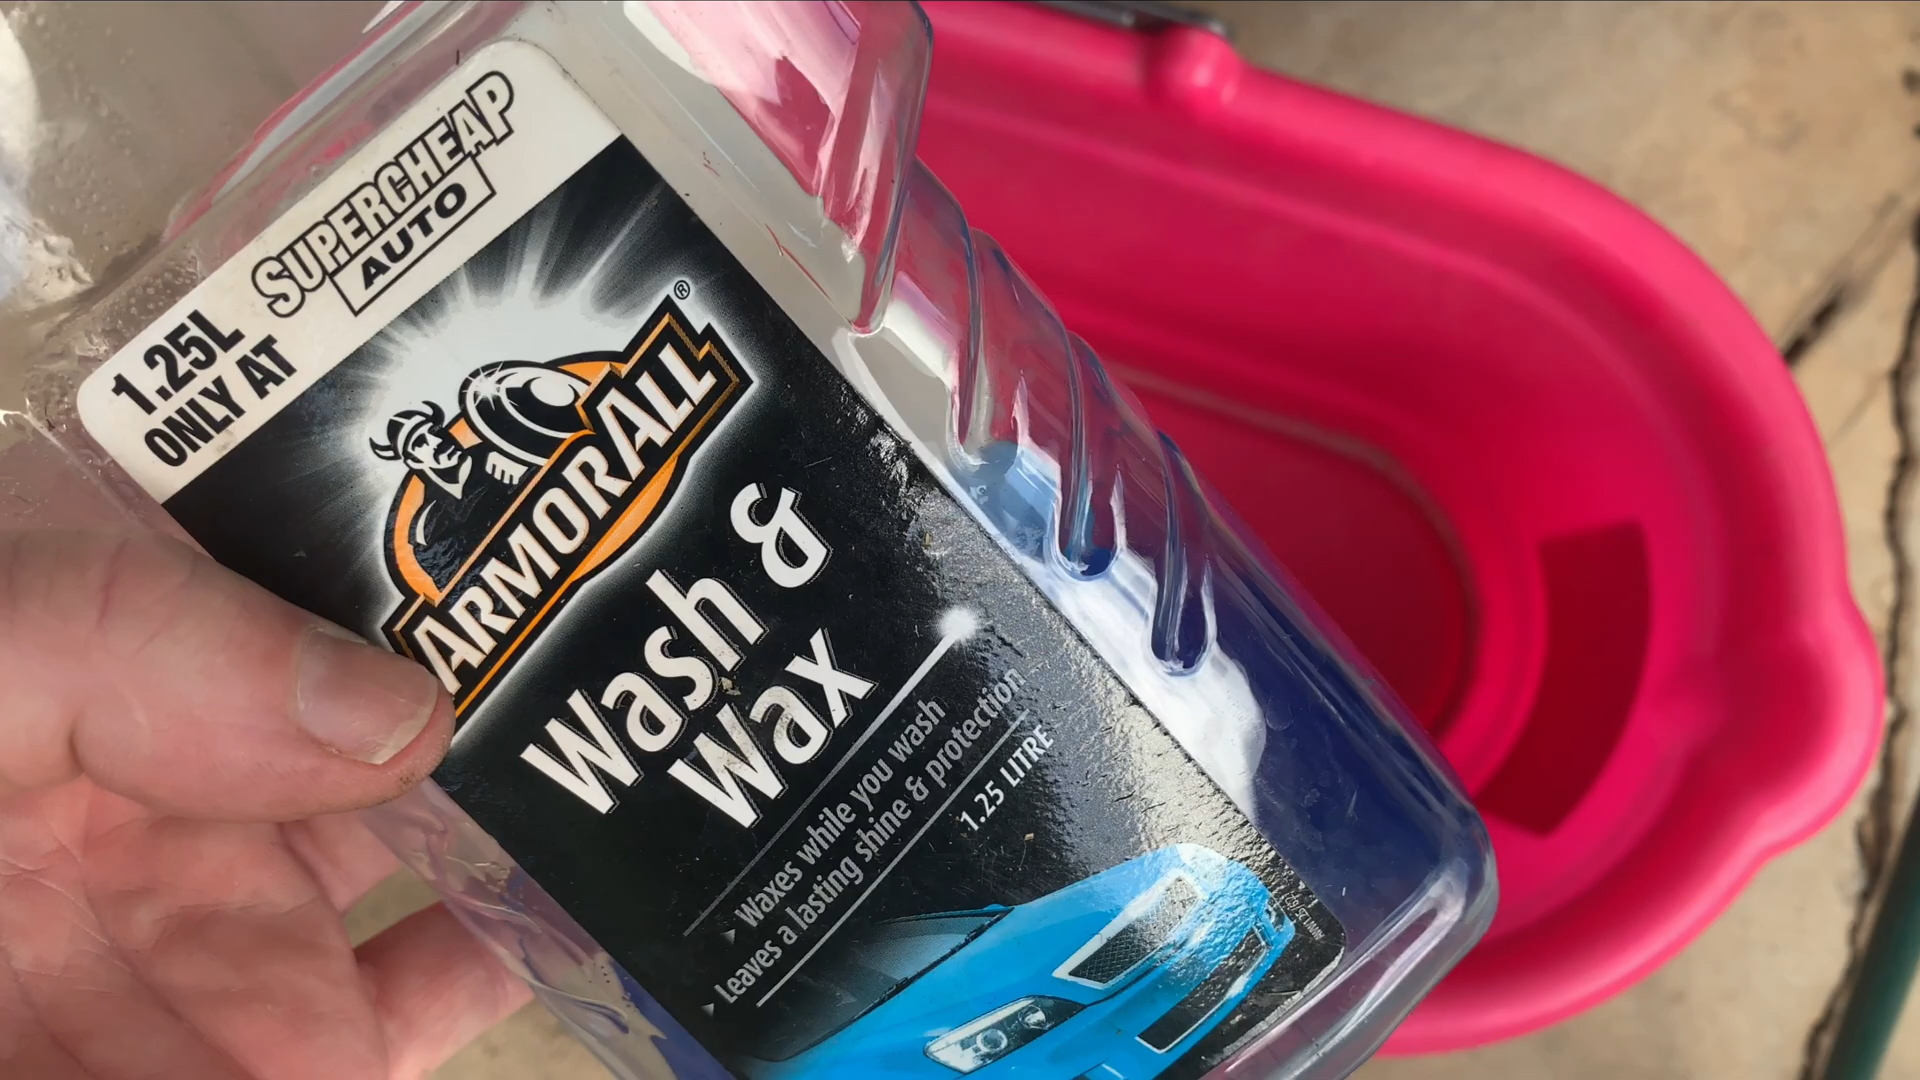 1.25L
ONLY AT
SUPERCHEAP
AUTO
ARMORALL®
Wash &
Wax
Waxes while you wash
Leaves a lasting shine & protection
1.25 LITRE